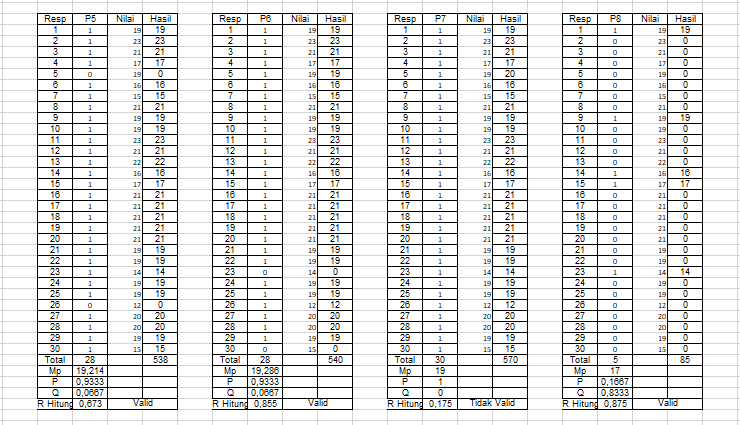 Resp P5 Nilai Hasil Resp P6 Nilai Hasil Resp P7 Nilai Hasil Resp P8 Nilai Hasil
1 1 19 19 1 1 19 19 1 1 19 19 1 1 19 19
2 1 23 23 2 1 23 23 2 1 23 23 2 0 23 0
3 1 21 21 3 1 21 21 3 1 21 21 3 0 21 0
4 1 17 17 4 1 17 17 4 1 17 17 4 0 17 0
5 0 19 0 5 1 19 19 5 1 19 20 5 0 19 0
6 1 16 16 6 1 16 16 6 1 16 16 6 0 16 0
7 1 15 15 7 1 15 15 7 1 15 15 7 0 15 0
8 1 21 21 8 1 21 21 8 1 21 21 8 0 21 0
9 1 19 19 9 1 19 19 9 1 19 19 9 1 19 19
10 1 19 19 10 1 19 19 10 1 19 19 10 0 19 0
11 1 23 23 11 1 23 23 11 1 23 23 11 0 23 0
12 1 21 21 12 1 21 21 12 1 21 21 12 0 21 0
13 1 22 22 13 1 22 22 13 1 22 22 13 0 22 0
14 1 16 16 14 1 16 16 14 1 16 16 14 1 16 16
15 1 17 17 15 1 17 17 15 1 17 17 15 1 17 17
16 1 21 21 16 1 21 21 16 1 21 21 16 0 21 0
17 1 21 21 17 1 21 21 17 1 21 21 17 0 21 0
18 1 21 21 18 1 21 21 18 1 21 21 18 0 21 0
19 1 21 21 19 1 21 21 19 1 21 21 19 0 21 0
20 1 21 21 20 1 21 21 20 1 21 21 20 0 21 0
21 1 19 19 21 1 19 19 21 1 19 19 21 0 19 0
22 1 19 19 22 1 19 19 22 1 19 19 22 0 19 0
23 1 14 14 23 0 14 0 23 1 14 14 23 1 14 14
24 1 19 19 24 1 19 19 24 1 19 19 24 0 19 0
25 1 19 19 25 1 19 19 25 1 19 19 25 0 19 0
26 0 12 0 26 1 12 12 26 1 12 12 26 0 12 0
27 1 20 20 27 1 20 20 27 1 20 20 27 0 20 0
28 1 20 20 28 1 20 20 28 1 20 20 28 0 20 0
29 1 19 19 29 1 19 19 29 1 19 19 29 0 19 0
30 1 15 15 30 0 15 0 30 1 15 15 30 0 15 0
Total 28 538 Total 28 540 Total 30 570 Total 5 85
Mp 19,214 Mp 19,286 Mp 19 Mp 17
P 0,9333 P 0,9333 P 1 P 0,1667
Q 0,0667 Q 0,0667 Q 0 Q 0,8333
R Hitung 0,673 Valid R Hitung 0,855 Valid R Hitung 0,175 Tidak Valid R Hitung 0,875 Valid